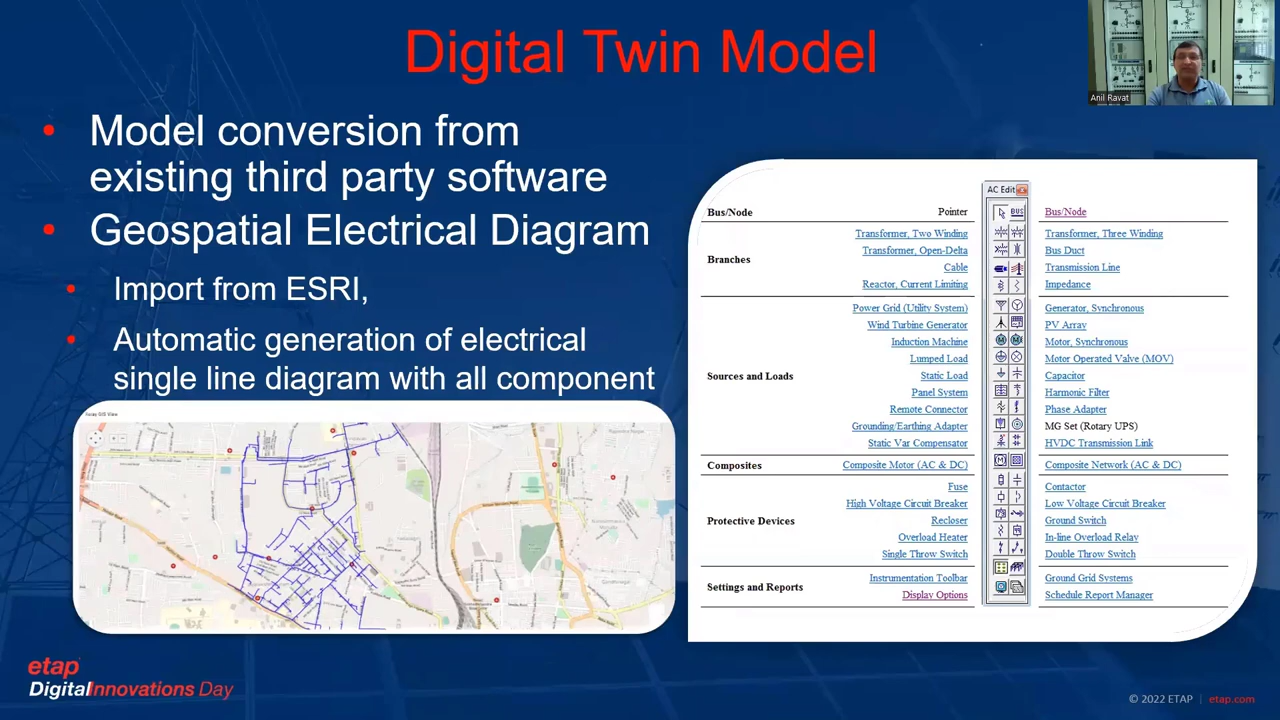 Digital Twin Model
Anil Ravat
• Model conversion from
existing third party software
• Geospatial Electrical Diagram
• Import from ESRI,
• Automatic generation of electrical
single line diagram with all component
AC Edit
Bus/Node Pointer BUS Bus/Node
Branches
Transformer, Two Winding Transformer, Three Winding
Transformer, Open-Delta Bus Duct
Cable Transmission Line
Reactor, Current Limiting Impedance
Sources and Loads
Power Grid (Utility System) Generator, Synchronous
Wind Turbine Generator PV Array
Induction Machine Motor, Synchronous
Lumped Load Motor Operated Valve (MOV)
Static Load Capacitor
Panel System Harmonic Filter
Remote Connector Phase Adapter
Grounding/Earthing Adapter MG Set (Rotary UPS)
Static Var Compensator HVDC Transmission Link
Composites Composite Motor (AC & DC) Composite Network (AC & DC)
Protective Devices
Fuse Contactor
High Voltage Circuit Breaker Low Voltage Circuit Breaker
Recloser Ground Switch
Overload Heater In-line Overload Relay
Single Throw Switch Double Throw Switch
Settings and Reports
Instrumentation Toolbar Ground Grid Systems
Display Options Schedule Report Manager
etap
DigitalInnovations Day
© 2022 ETAP | etap.com